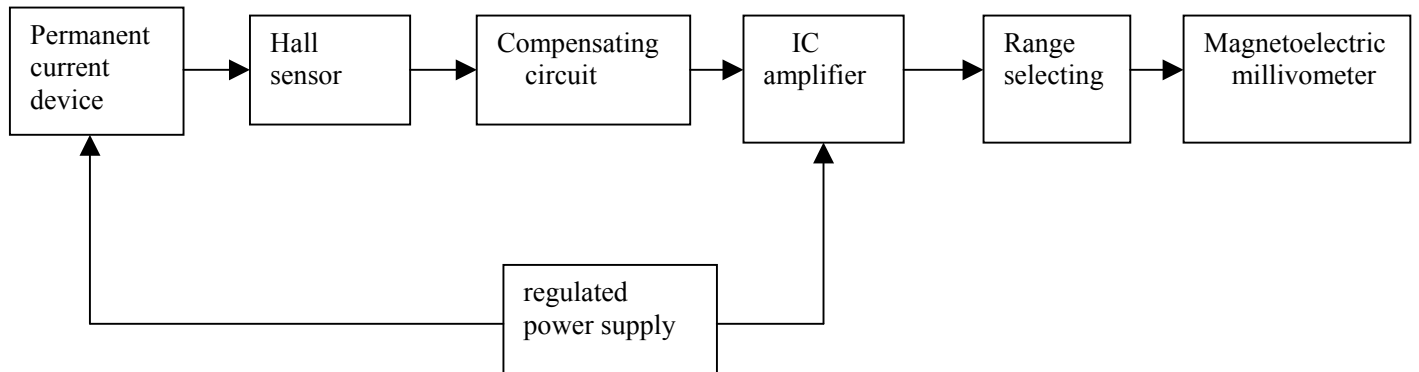 Permanent
current
device
Hall
sensor
Compensating
circuit
IC
amplifier
Range
selecting
Magnetoelectric
millivometer
regulated
power supply